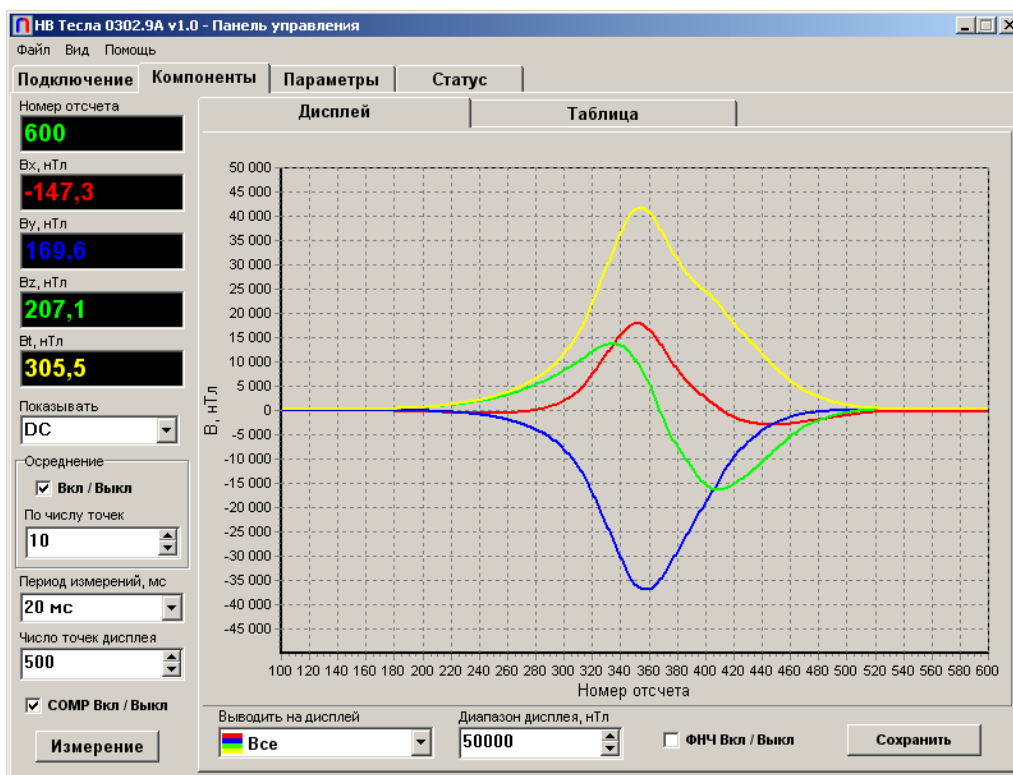 НВ Тесла 0302.9А v1.0 - Панель управления
Файл Вид Помощь
Подключение Компоненты Параметры Статус
Номер отсчета
600
Bx, нТл
-147,3
By, нТл
169,6
Bz, нТл
207,1
Bt, нТл
305,5
Показывать
DC
Осреднение
Вкл / Выкл
По числу точек
10
Период измерений, мс
20 мс
Число точек дисплея
500
COMP Вкл / Выкл
Измерение
Дисплей Таблица
50 000
45 000
40 000
35 000
30 000
25 000
20 000
15 000
10 000
5 000
0
-5 000
-10 000
-15 000
-20 000
-25 000
-30 000
-35 000
-40 000
-45 000
В, нТл
100 120 140 160 180 200 220 240 260 280 300 320 340 360 380 400 420 440 460 480 500 520 540 560 580 600
Номер отсчета
Выводить на дисплей
Все
Диапазон дисплея, нТл
50000
ФНЧ Вкл / Выкл
Сохранить